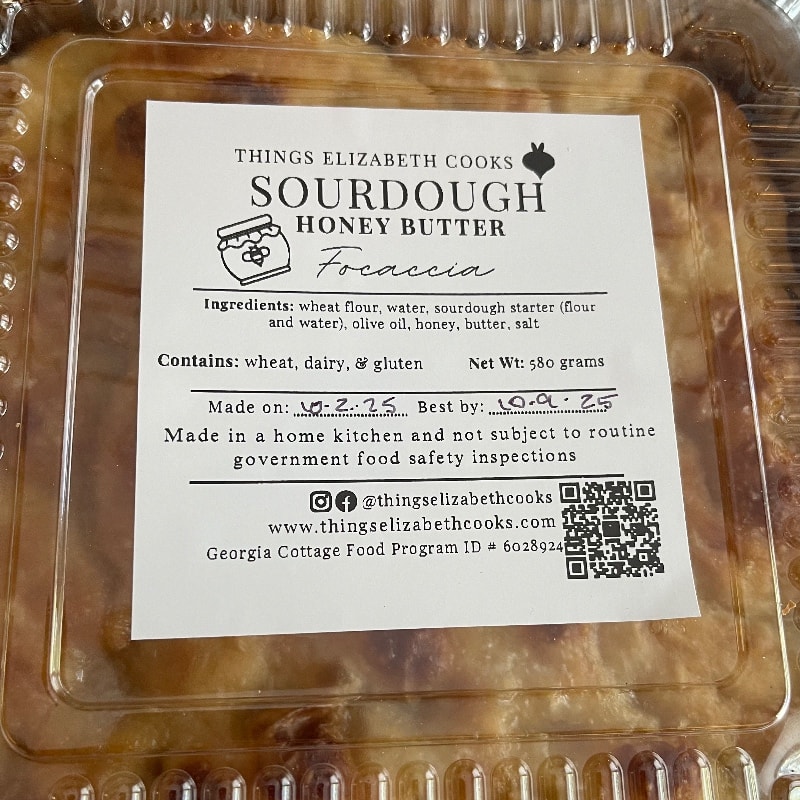 THINGS ELIZABETH COOKS
SOURDOUGH
HONEY BUTTER
Focaccia
Ingredients: wheat flour, water, sourdough starter (flour
and water), olive oil, honey, butter, salt
Contains: wheat, dairy, & gluten Net Wt: 580 grams
Made on: 10-2-25 Best by: 10-9-25
Made in a home kitchen and not subject to routine
government food safety inspections
@thingselizabethcooks
www.thingselizabethcooks.com
Georgia Cottage Food Program ID # 6028924